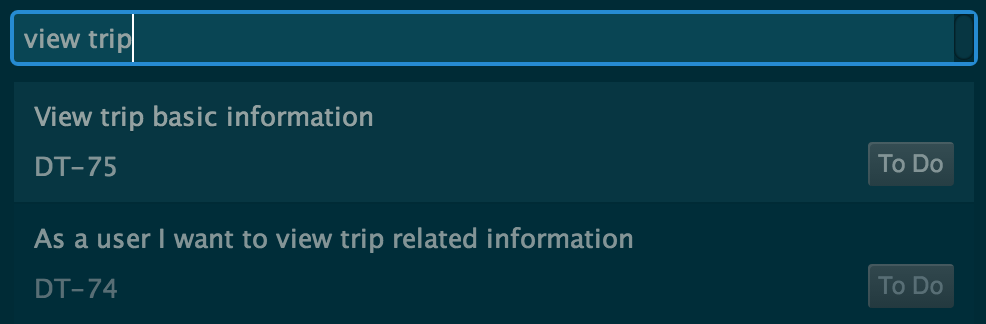 view trip
View trip basic information
DT-75 To Do
As a user I want to view trip related information
DT-74 To Do